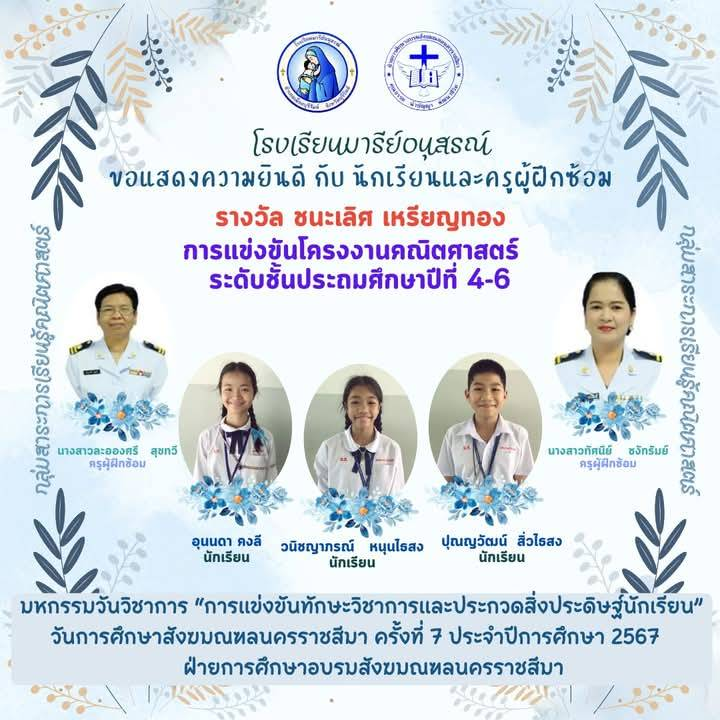 โรงเรียนมารีย์อนุสรณ์
ขอแสดงความยินดี กับ นักเรียนและครูผู้ฝึกซ้อม
รางวัล ชนะเลิศ เหรียญทอง
การแข่งขันโครงงานคณิตศาสตร์
ระดับชั้นประถมศึกษาปีที่ 4-6
กลุ่มสาระการเรียนรู้คณิตศาสตร์
กลุ่มสาระการเรียนรู้คณิตศาสตร์
นางสาวละอองศรี สุขทวี
ครูผู้ฝึกซ้อม
นางสาวทัศนีย์ ชงักรัมย์
ครูผู้ฝึกซ้อม
อุนนดา คงลี
นักเรียน
วนิชญาภรณ์ หนุนไธสง
นักเรียน
ปุณญวัฒน์ สิ่วไธสง
นักเรียน
มหกรรมวันวิชาการ “การแข่งขันทักษะวิชาการและประกวดสิ่งประดิษฐ์นักเรียน”
วันการศึกษาสังฆมณฑลนครราชสีมา ครั้งที่ 7 ประจำปีการศึกษา 2567
ฝ่ายการศึกษาอบรมสังฆมณฑลนครราชสีมา